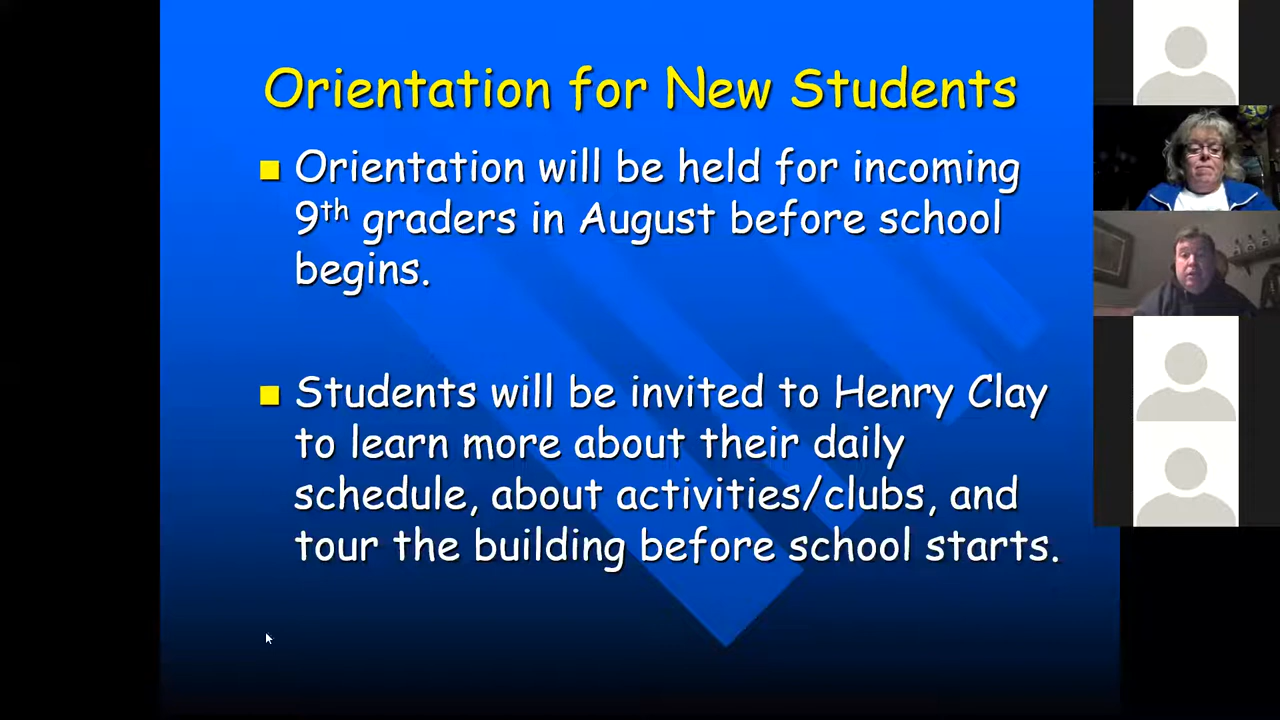 Orientation for New Students
Orientation will be held for incoming
9th graders in August before school
begins.
Students will be invited to Henry Clay
to learn more about their daily
schedule, about activities/clubs, and
tour the building before school starts.